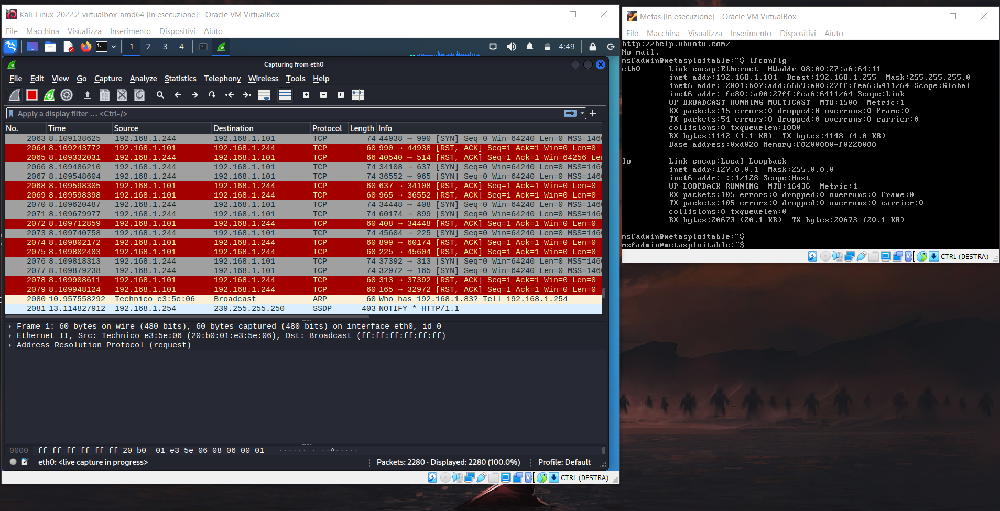 Kali-Linux-2022.2-virtualbox-amd64 [In esecuzione] - Oracle VM VirtualBox
File Macchina Visualizza Inserimento Dispositivi Aiuto
1 2 3 4 4:49
Capturing from eth0
File Edit View Go Capture Analyze Statistics Telephony Wireless Tools Help
Apply a display filter … <Ctrl-/>
No. Time Source Destination Protocol Length Info
2063 8.109138625 192.168.1.244 192.168.1.101 TCP 74 44938 → 990 [SYN] Seq=0 Win=64240 Len=0 MSS=146
2064 8.109243772 192.168.1.101 192.168.1.244 TCP 60 990 → 44938 [RST, ACK] Seq=1 Ack=1 Win=0 Len=0
2065 8.109332031 192.168.1.244 192.168.1.101 TCP 66 40540 → 514 [RST, ACK] Seq=1 Ack=1 Win=64256 Le
2066 8.109486210 192.168.1.244 192.168.1.101 TCP 74 34108 → 637 [SYN] Seq=0 Win=64240 Len=0 MSS=146
2067 8.109548604 192.168.1.244 192.168.1.101 TCP 74 36552 → 965 [SYN] Seq=0 Win=64240 Len=0 MSS=146
2068 8.109598305 192.168.1.101 192.168.1.244 TCP 60 637 → 34108 [RST, ACK] Seq=1 Ack=1 Win=0 Len=0
2069 8.109598398 192.168.1.101 192.168.1.244 TCP 60 965 → 36552 [RST, ACK] Seq=1 Ack=1 Win=0 Len=0
2070 8.109620487 192.168.1.244 192.168.1.101 TCP 74 34448 → 408 [SYN] Seq=0 Win=64240 Len=0 MSS=146
2071 8.109679977 192.168.1.244 192.168.1.101 TCP 74 60174 → 899 [SYN] Seq=0 Win=64240 Len=0 MSS=146
2072 8.109712859 192.168.1.101 192.168.1.244 TCP 60 408 → 34448 [RST, ACK] Seq=1 Ack=1 Win=0 Len=0
2073 8.109740758 192.168.1.244 192.168.1.101 TCP 74 45604 → 225 [SYN] Seq=0 Win=64240 Len=0 MSS=146
2074 8.109802172 192.168.1.101 192.168.1.244 TCP 60 899 → 60174 [RST, ACK] Seq=1 Ack=1 Win=0 Len=0
2075 8.109802403 192.168.1.101 192.168.1.244 TCP 60 225 → 45604 [RST, ACK] Seq=1 Ack=1 Win=0 Len=0
2076 8.109818313 192.168.1.244 192.168.1.101 TCP 74 37392 → 313 [SYN] Seq=0 Win=64240 Len=0 MSS=146
2077 8.109879238 192.168.1.244 192.168.1.101 TCP 74 32972 → 165 [SYN] Seq=0 Win=64240 Len=0 MSS=146
2078 8.109908611 192.168.1.101 192.168.1.244 TCP 60 313 → 37392 [RST, ACK] Seq=1 Ack=1 Win=0 Len=0
2079 8.109948124 192.168.1.101 192.168.1.244 TCP 60 165 → 32972 [RST, ACK] Seq=1 Ack=1 Win=0 Len=0
2080 10.957558292 Technico_e3:5e:06 Broadcast ARP 60 Who has 192.168.1.83? Tell 192.168.1.254
2081 13.114827912 192.168.1.254 239.255.255.250 SSDP 403 NOTIFY * HTTP/1.1
Frame 1: 60 bytes on wire (480 bits), 60 bytes captured (480 bits) on interface eth0, id 0
Ethernet II, Src: Technico_e3:5e:06 (20:b0:01:e3:5e:06), Dst: Broadcast (ff:ff:ff:ff:ff:ff)
Address Resolution Protocol (request)
0000 ff ff ff ff ff ff 20 b0 01 e3 5e 06 08 06 00 01 ······ · ··^·····
eth0: <live capture in progress> Packets: 2280 · Displayed: 2280 (100.0%) Profile: Default
CTRL (DESTRA)
Metas [In esecuzione] - Oracle VM VirtualBox
File Macchina Visualizza Inserimento Dispositivi Aiuto
http://help.ubuntu.com/
No mail.
msfadmin@metasploitable:~$ ifconfig
eth0 Link encap:Ethernet HWaddr 08:00:27:a6:64:11
inet addr:192.168.1.101 Bcast:192.168.1.255 Mask:255.255.255.0
inet6 addr: 2001:b07:add:6669:a00:27ff:fea6:6411/64 Scope:Global
inet6 addr: fe80::a00:27ff:fea6:6411/64 Scope:Link
UP BROADCAST RUNNING MULTICAST MTU:1500 Metric:1
RX packets:15 errors:0 dropped:0 overruns:0 frame:0
TX packets:54 errors:0 dropped:0 overruns:0 carrier:0
collisions:0 txqueuelen:1000
RX bytes:1142 (1.1 KB) TX bytes:4148 (4.0 KB)
Base address:0xd020 Memory:f0200000-f0220000
lo Link encap:Local Loopback
inet addr:127.0.0.1 Mask:255.0.0.0
inet6 addr: ::1/128 Scope:Host
UP LOOPBACK RUNNING MTU:16436 Metric:1
RX packets:105 errors:0 dropped:0 overruns:0 frame:0
TX packets:105 errors:0 dropped:0 overruns:0 carrier:0
collisions:0 txqueuelen:0
RX bytes:20673 (20.1 KB) TX bytes:20673 (20.1 KB)
msfadmin@metasploitable:~$
msfadmin@metasploitable:~$
CTRL (DESTRA)